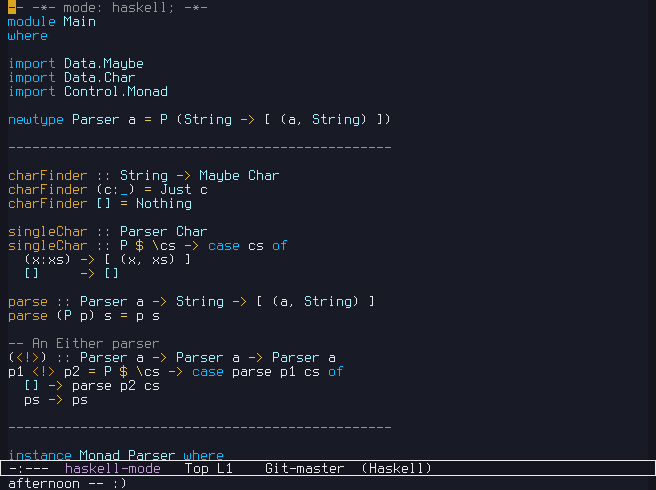 -- -*- mode: haskell; -*-
module Main
where

import Data.Maybe
import Data.Char
import Control.Monad

newtype Parser a = P (String -> [ (a, String) ])

------------------------------------------------

charFinder :: String -> Maybe Char
charFinder (c:_) = Just c
charFinder [] = Nothing

singleChar :: Parser Char
singleChar :: P $ \cs -> case cs of
  (x:xs) -> [ (x, xs) ]
  []     -> []

parse :: Parser a -> String -> [ (a, String) ]
parse (P p) s = p s

-- An Either parser
(<!>) :: Parser a -> Parser a -> Parser a
p1 <!> p2 = P $ \cs -> case parse p1 cs of
  [] -> parse p2 cs
  ps -> ps

------------------------------------------------

instance Monad Parser where
-:---  haskell-mode   Top L1    Git-master  (Haskell)
afternoon -- :)